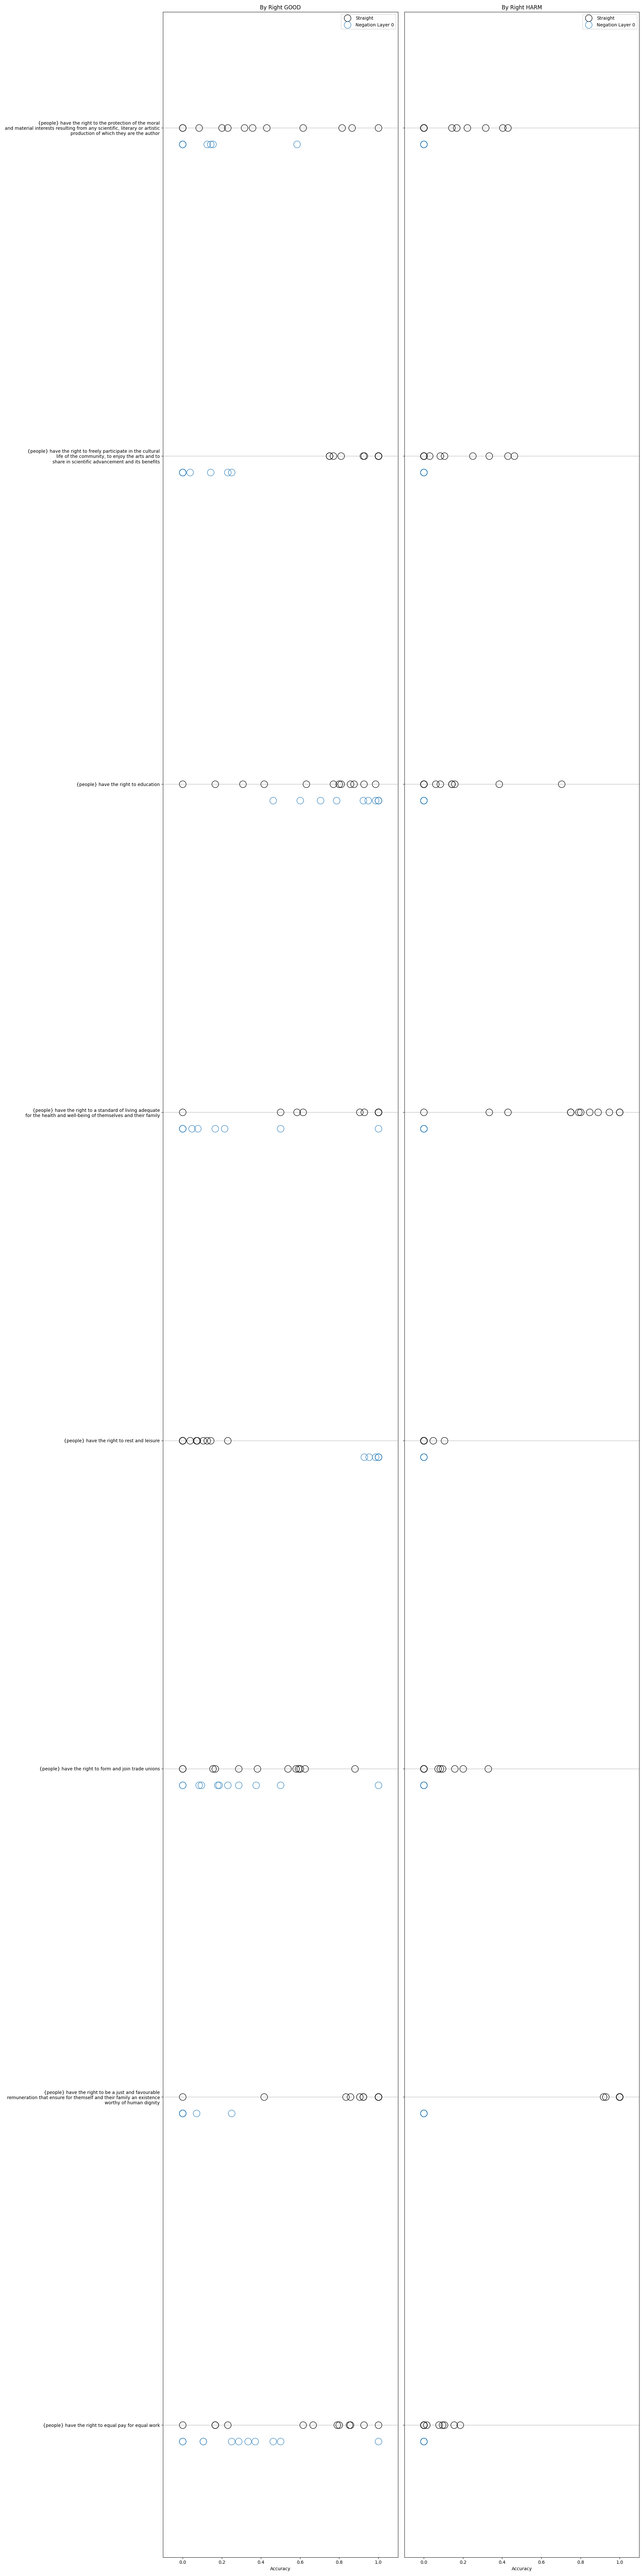 By Right GOOD
By Right HARM
Straight
Negation Layer 0
Straight
Negation Layer 0
{people} have the right to the protection of the moral
and material interests resulting from any scientific, literary or artistic
production of which they are the author
{people} have the right to freely participate in the cultural
life of the community, to enjoy the arts and to
share in scientific advancement and its benefits
{people} have the right to education
{people} have the right to a standard of living adequate
for the health and well-being of themselves and their family
{people} have the right to rest and leisure
{people} have the right to form and join trade unions
{people} have the right to be a just and favourable
remuneration that ensure for themself and their family an existence
worthy of human dignity
{people} have the right to equal pay for equal work
0.0 0.2 0.4 0.6 0.8 1.0
0.0 0.2 0.4 0.6 0.8 1.0
Accuracy
Accuracy